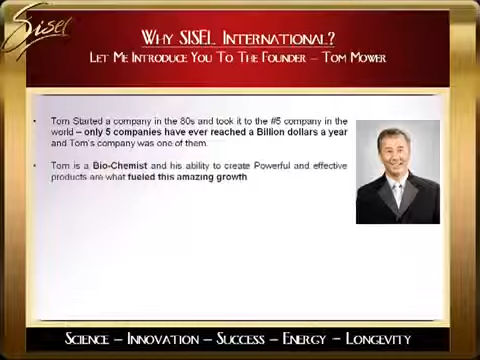 Sisel
Why SISEL International?
Let Me Introduce You To The Founder – Tom Mower
• Tom Started a company in the 80s and took it to the #5 company in the
world – only 5 companies have ever reached a Billion dollars a year
and Tom's company was one of them.
• Tom is a Bio-Chemist and his ability to create Powerful and effective
products are what fueled this amazing growth
Science – Innovation – Success – Energy – Longevity